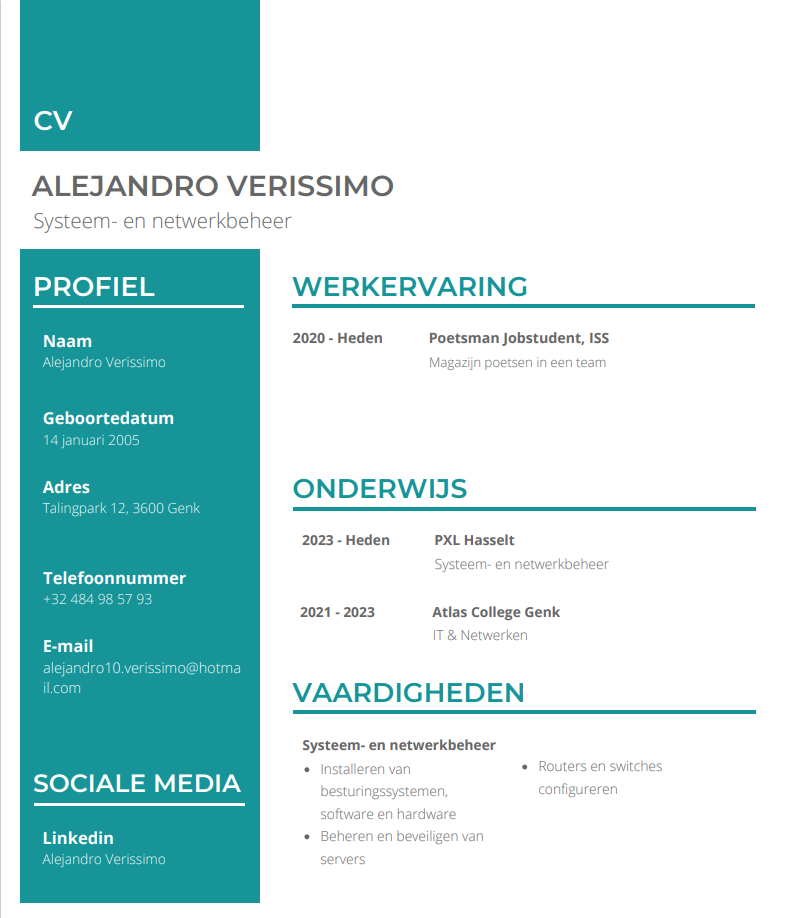 CV
ALEJANDRO VERISSIMO
Systeem- en netwerkbeheer
PROFIEL
Naam
Alejandro Verissimo
Geboortedatum
14 januari 2005
Adres
Talingpark 12, 3600 Genk
Telefoonnummer
+32 484 98 57 93
E-mail
alejandro10.verissimo@hotma
il.com
SOCIALE MEDIA
Linkedin
Alejandro Verissimo
WERKERVARING
2020 - Heden Poetsman Jobstudent, ISS
Magazijn poetsen in een team
ONDERWIJS
2023 - Heden PXL Hasselt
Systeem- en netwerkbeheer
2021 - 2023 Atlas College Genk
IT & Netwerken
VAARDIGHEDEN
Systeem- en netwerkbeheer
• Installeren van
besturingssystemen,
software en hardware
• Beheren en beveiligen van
servers
• Routers en switches
configureren